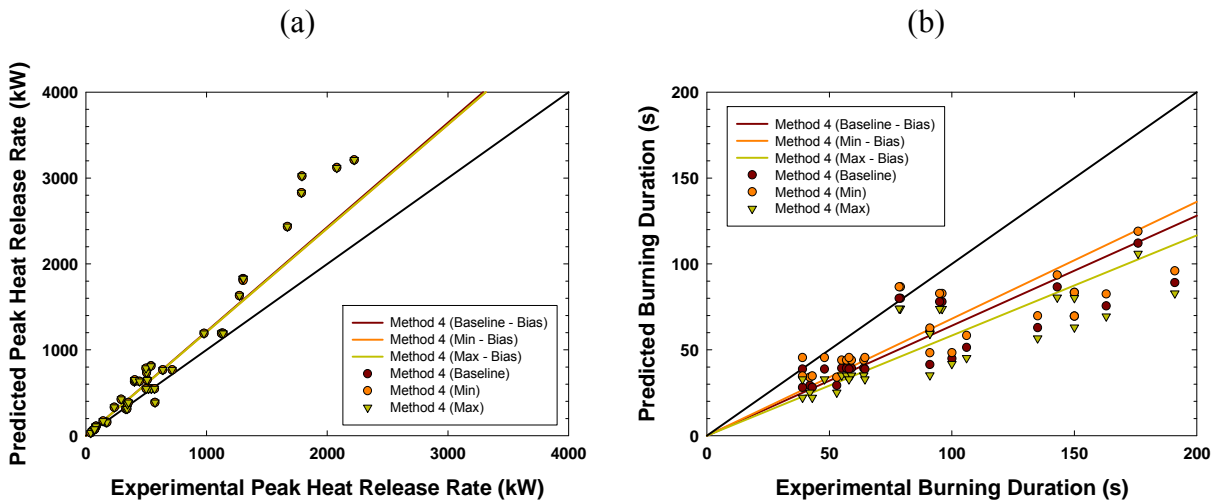 (a)
Predicted Peak Heat Release Rate (kW)
4000
3000
2000
1000
0
Method 4 (Baseline - Bias)
Method 4 (Min - Bias)
Method 4 (Max - Bias)
Method 4 (Baseline)
Method 4 (Min)
Method 4 (Max)
0 1000 2000 3000 4000
Experimental Peak Heat Release Rate (kW)
(b)
Predicted Burning Duration (s)
200
150
100
50
0
Method 4 (Baseline - Bias)
Method 4 (Min - Bias)
Method 4 (Max - Bias)
Method 4 (Baseline)
Method 4 (Min)
Method 4 (Max)
0 50 100 150 200
Experimental Burning Duration (s)